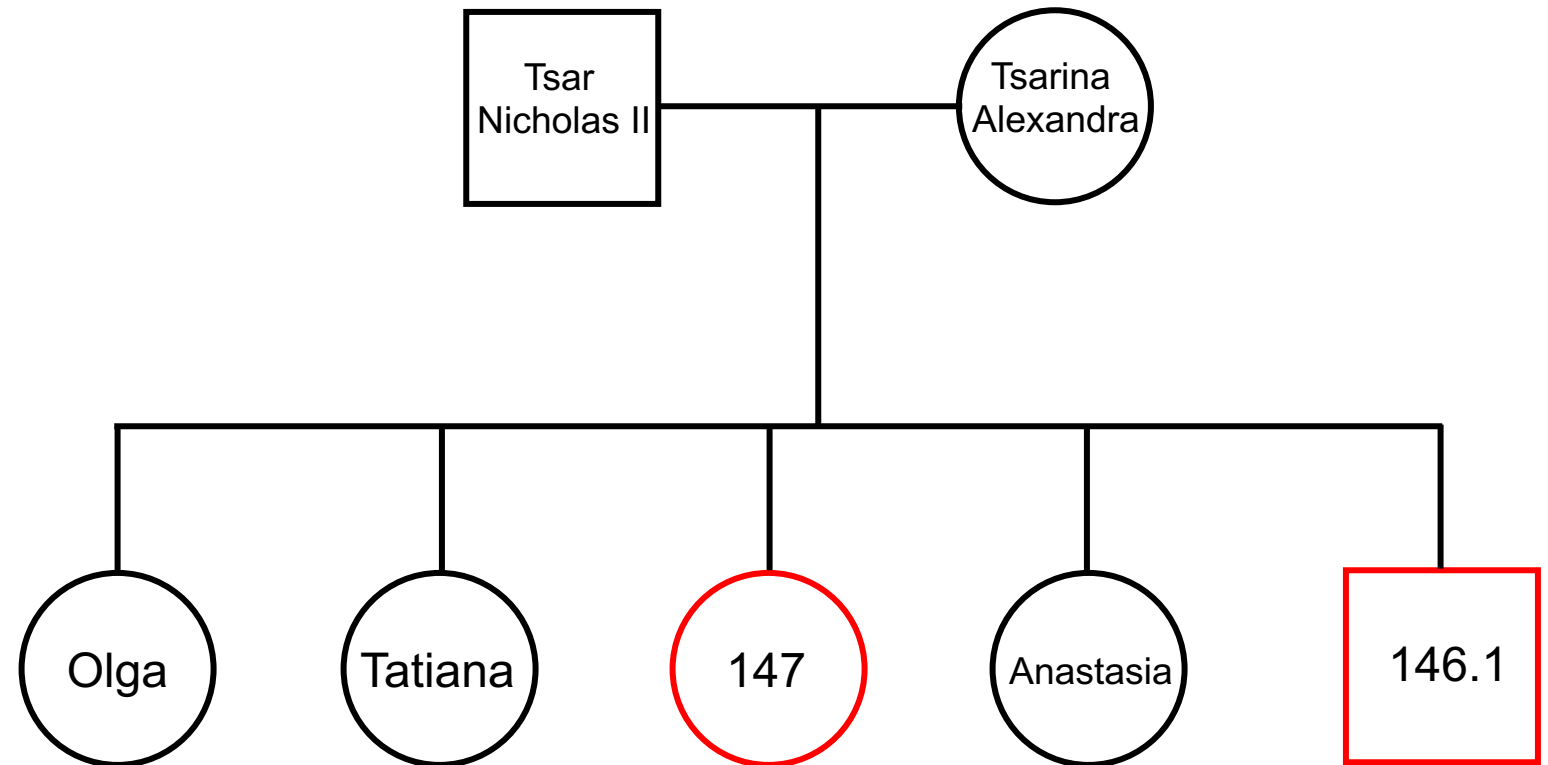 Tsar
Nicholas II
Tsarina
Alexandra
Olga
Tatiana
147
Anastasia
146.1